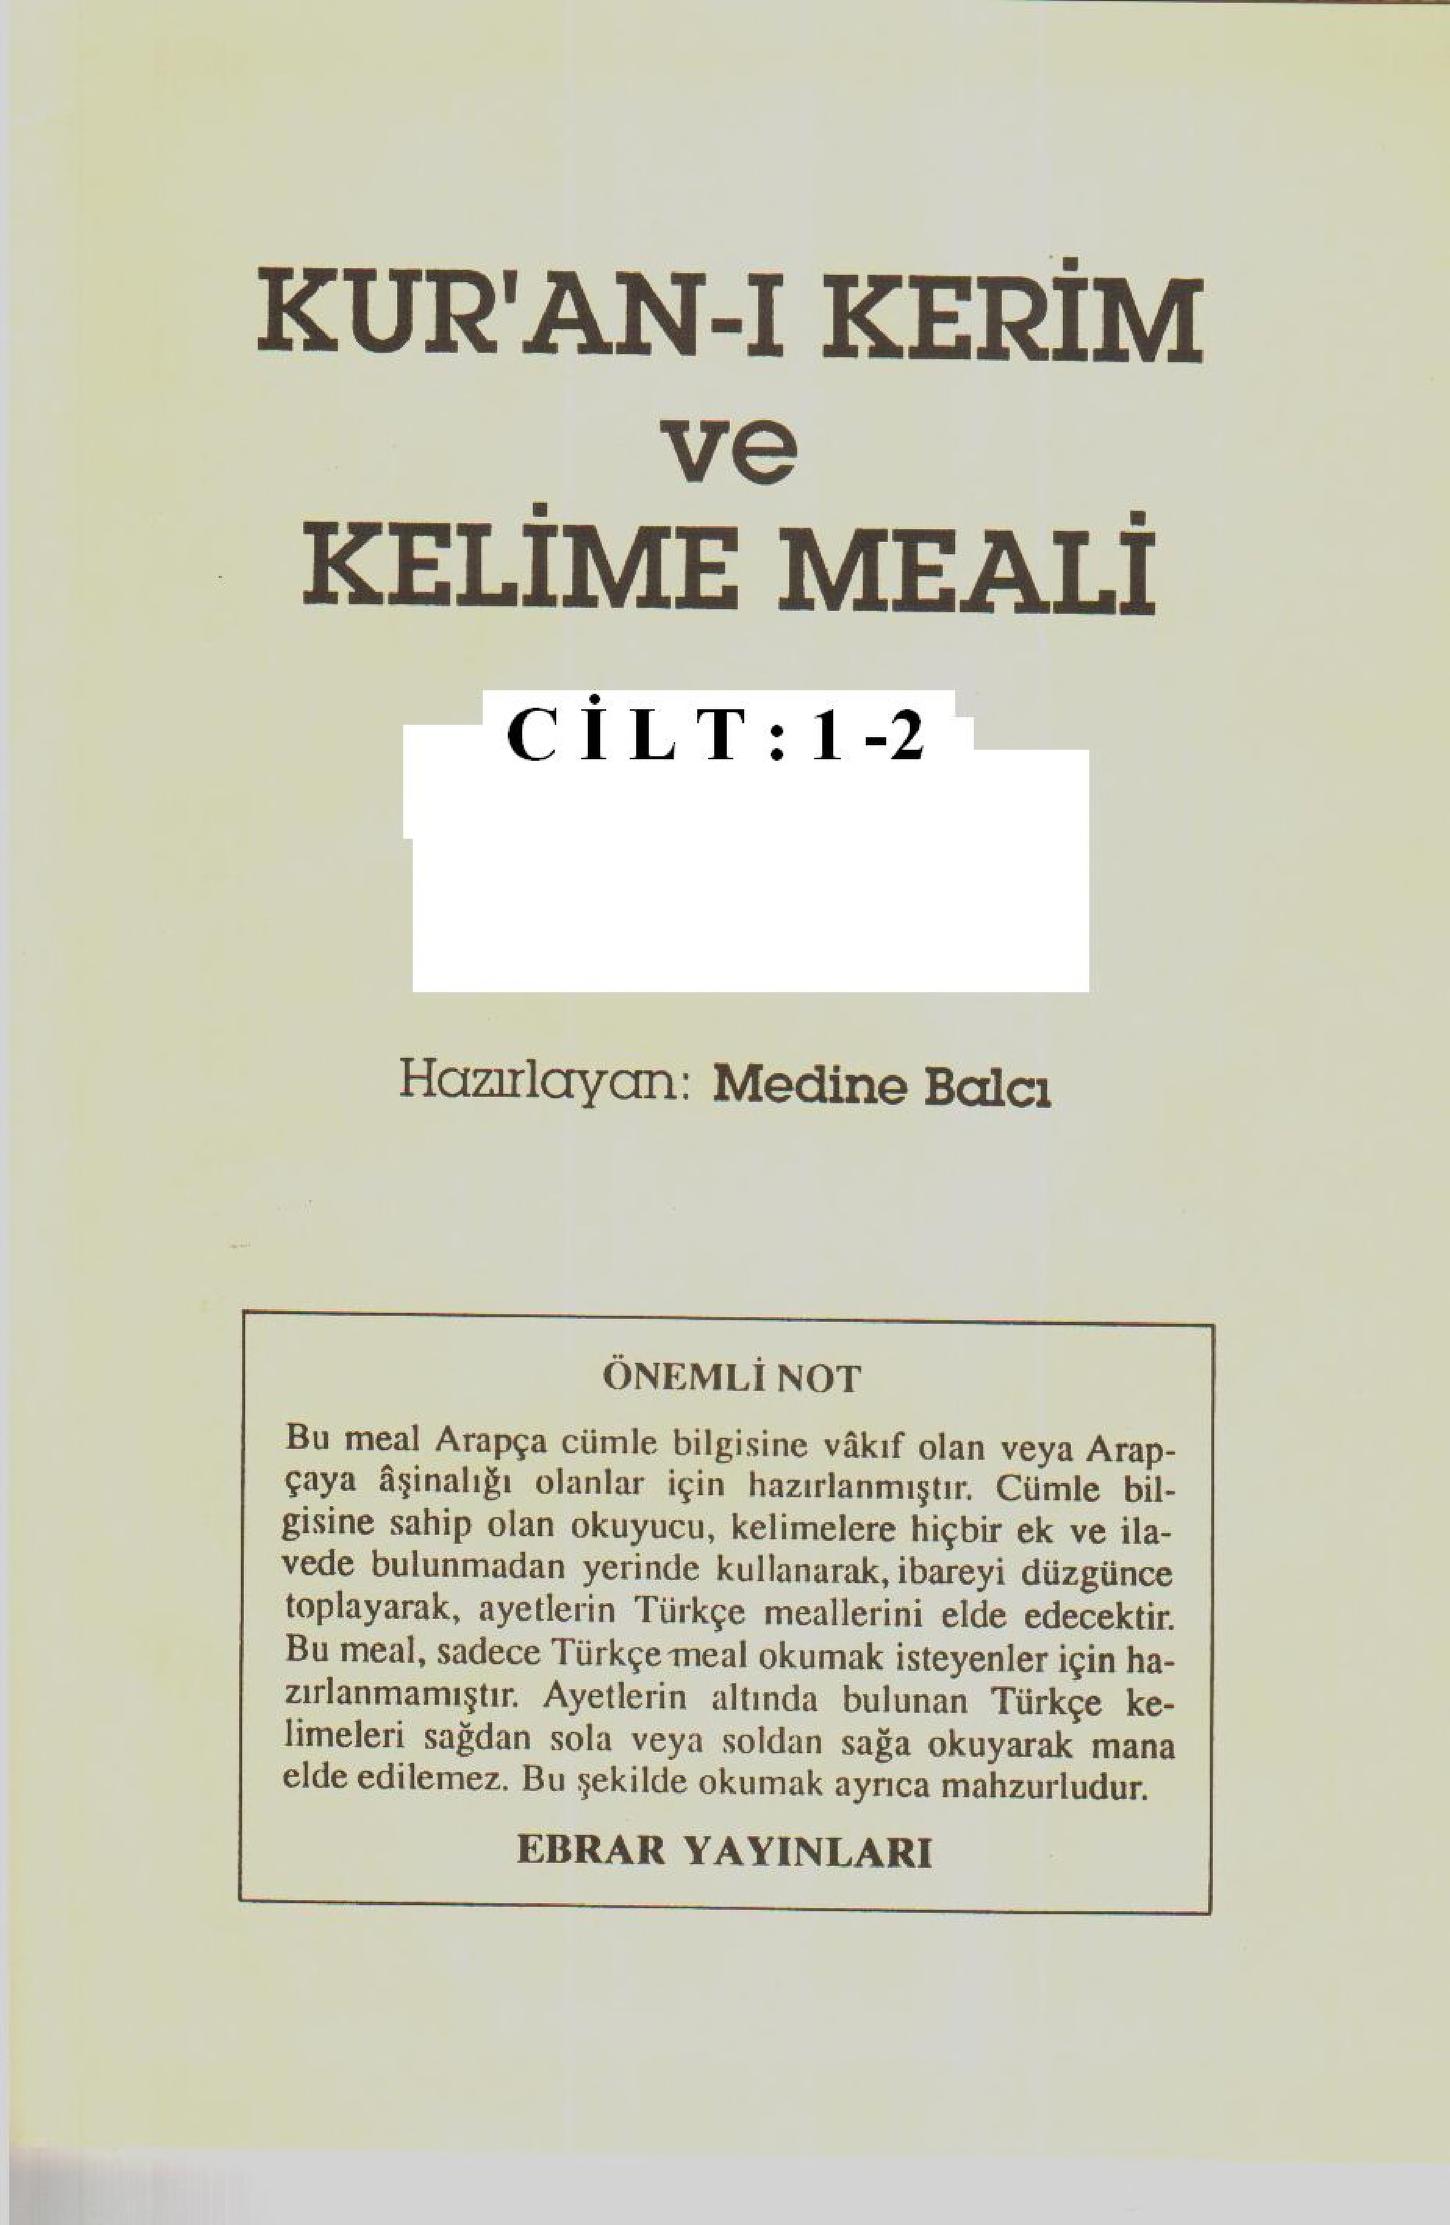 KUR'AN-I KERİM
ve
KELİME MEALİ
CİLT:1-2
Hazırlayan: Medine Balcı
ÖNEMLİ NOT
Bu meal Arapça cümle bilgisine vâkıf olan veya Arap-
çaya âşinalığı olanlar için hazırlanmıştır. Cümle bil-
gisine sahip olan okuyucu, kelimelere hiçbir ek ve ila-
vede bulunmadan yerinde kullanarak, ibareyi düzgünce
toplayarak, ayetlerin Türkçe meallerini elde edecektir.
Bu meal, sadece Türkçe meal okumak isteyenler için ha-
zırlanmamıştır. Ayetlerin altında bulunan Türkçe ke-
limeleri sağdan sola veya soldan sağa okuyarak mana
elde edilemez. Bu şekilde okumak ayrıca mahzurludur.
EBRAR YAYINLARI